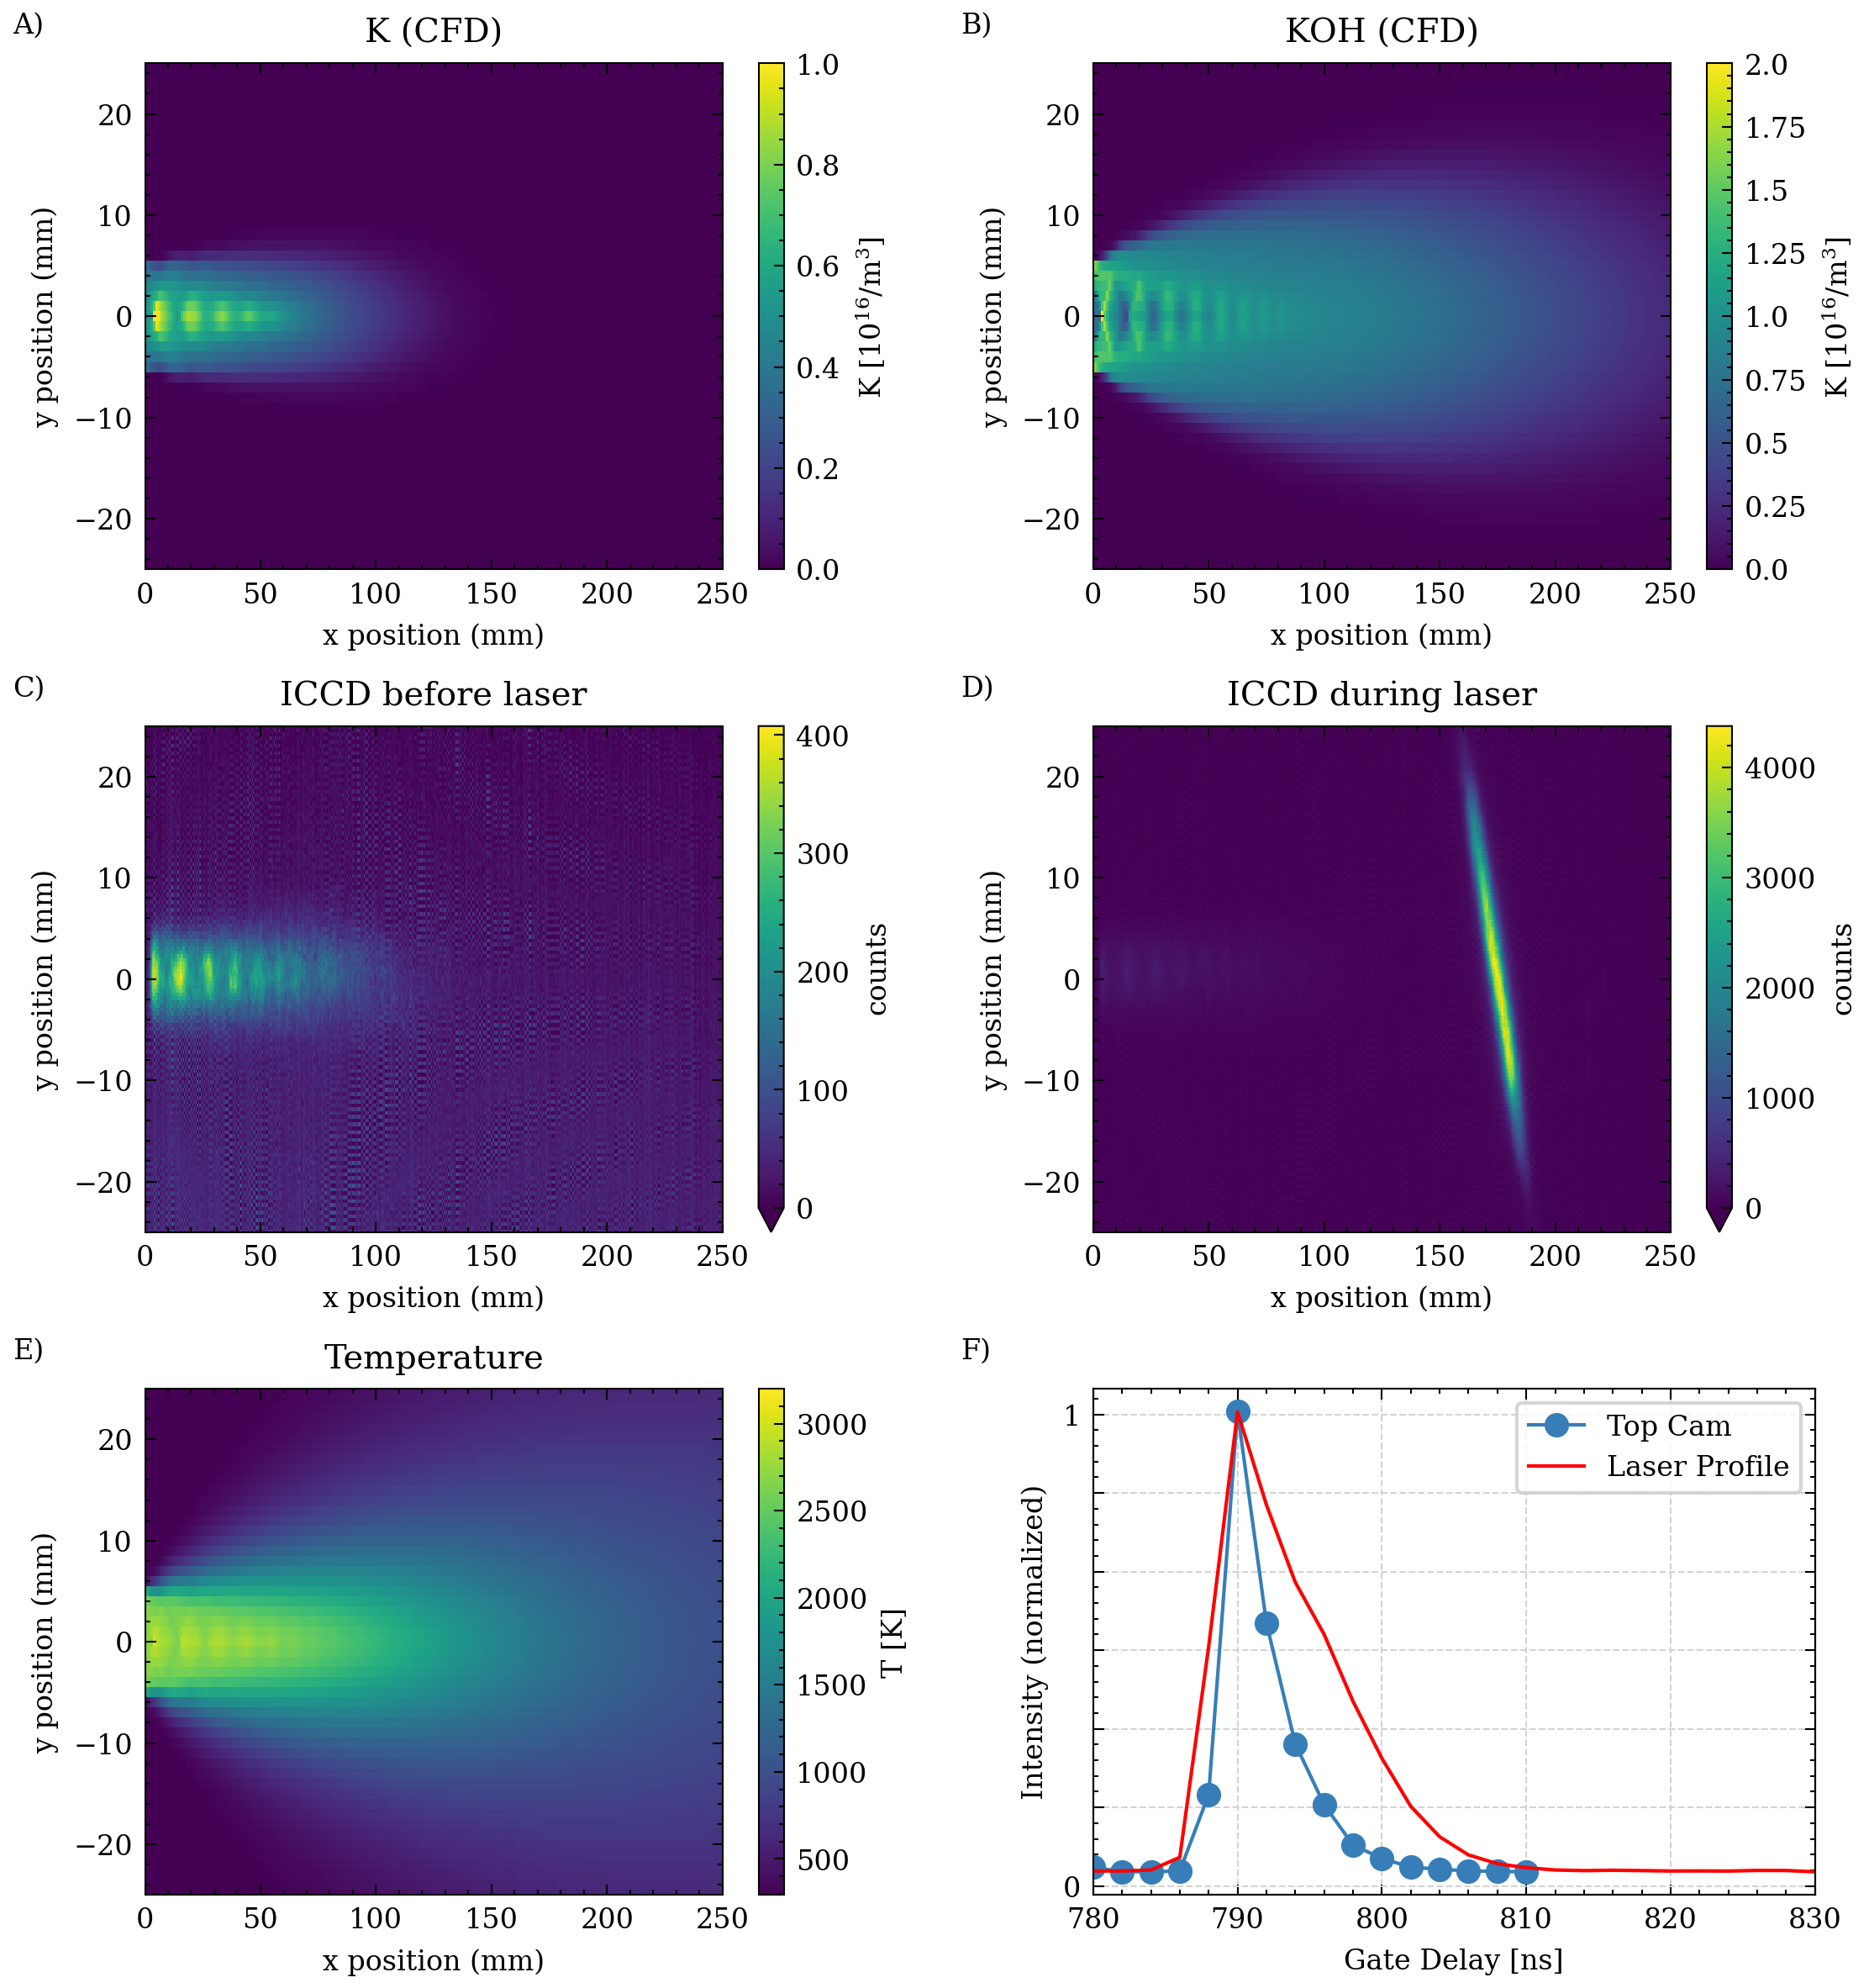 A)
K (CFD)
20
10
0
−10
−20
y position (mm)
0 50 100 150 200 250
x position (mm)
1.0
0.8
0.6
0.4
0.2
0.0
K [10^16/m^3]
B)
KOH (CFD)
20
10
0
−10
−20
y position (mm)
0 50 100 150 200 250
x position (mm)
2.0
1.75
1.5
1.25
1.0
0.75
0.5
0.25
0.0
K [10^16/m^3]
C)
ICCD before laser
20
10
0
−10
−20
y position (mm)
0 50 100 150 200 250
x position (mm)
400
300
200
100
0
counts
D)
ICCD during laser
20
10
0
−10
−20
y position (mm)
0 50 100 150 200 250
x position (mm)
4000
3000
2000
1000
0
counts
E)
Temperature
20
10
0
−10
−20
y position (mm)
0 50 100 150 200 250
x position (mm)
3000
2500
2000
1500
1000
500
T [K]
F)
1
0
Intensity (normalized)
Top Cam
Laser Profile
780 790 800 810 820 830
Gate Delay [ns]